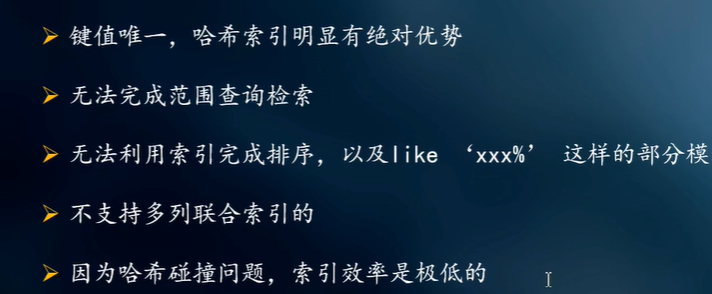 键值唯一，哈希索引明显有绝对优势
无法完成范围查询检索
无法利用索引完成排序，以及like ‘xxx%’ 这样的部分模
不支持多列联合索引的
因为哈希碰撞问题，索引效率是极低的